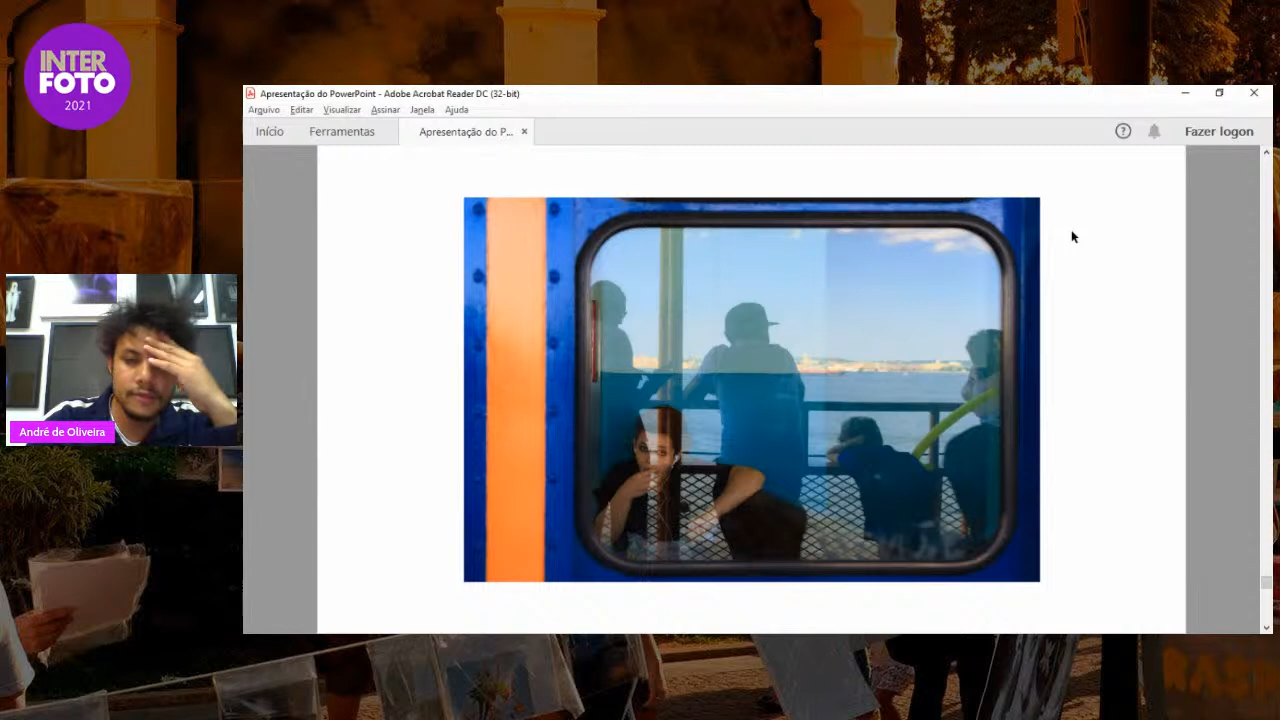 INTER
FOTO
2021
Apresentação do PowerPoint - Adobe Acrobat Reader DC (32-bit)
Arquivo Editar Visualizar Assinar Janela Ajuda
Início Ferramentas Apresentação do P... Fazer logon
André de Oliveira